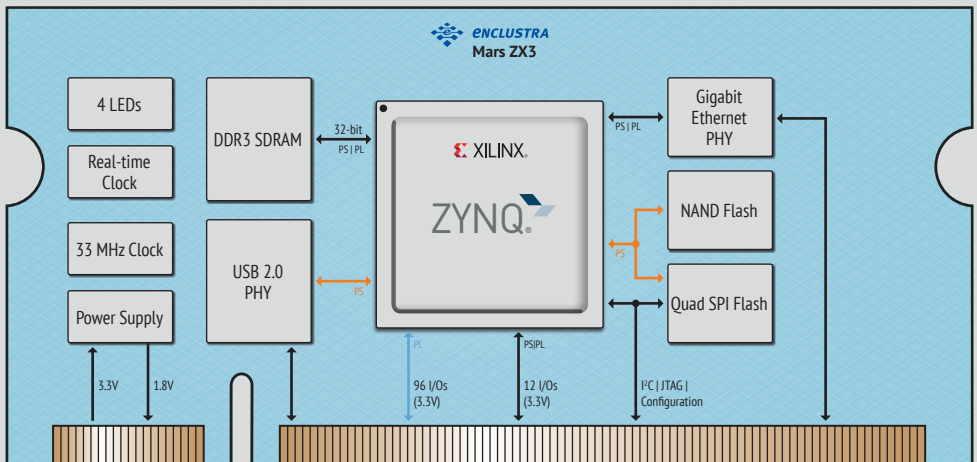 ENCLUSTRA
Mars ZX3
4 LEDs
Real-time
Clock
33 MHz Clock
Power Supply
3.3V
1.8V
DDR3 SDRAM
32-bit
PS | PL
USB 2.0
PHY
PS
XILINX®
ZYNQ®
PS | PL
Gigabit
Ethernet
PHY
NAND Flash
PS
Quad SPI Flash
PL
96 I/Os
(3.3V)
PS|PL
12 I/Os
(3.3V)
I²C | JTAG |
Configuration